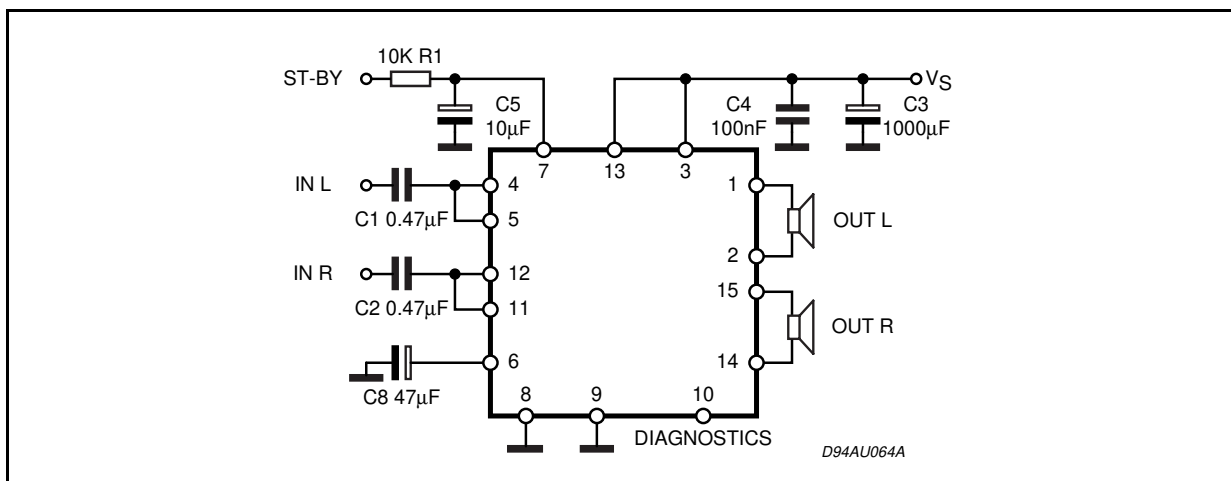 10K R1
ST-BY
C5
10µF
C4
100nF
C3
1000µF
VS
7
13
3
IN L
C1 0.47µF
4
5
1
OUT L
2
IN R
C2 0.47µF
12
11
15
OUT R
14
6
C8 47µF
8
9
10
DIAGNOSTICS
D94AU064A